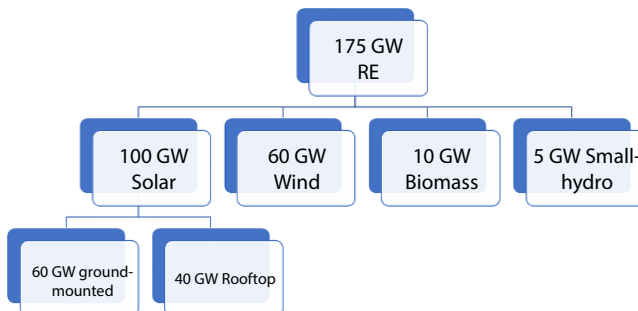 175 GW
RE
100 GW
Solar
60 GW
Wind
10 GW
Biomass
5 GW Small-
hydro
60 GW ground-
mounted
40 GW Rooftop